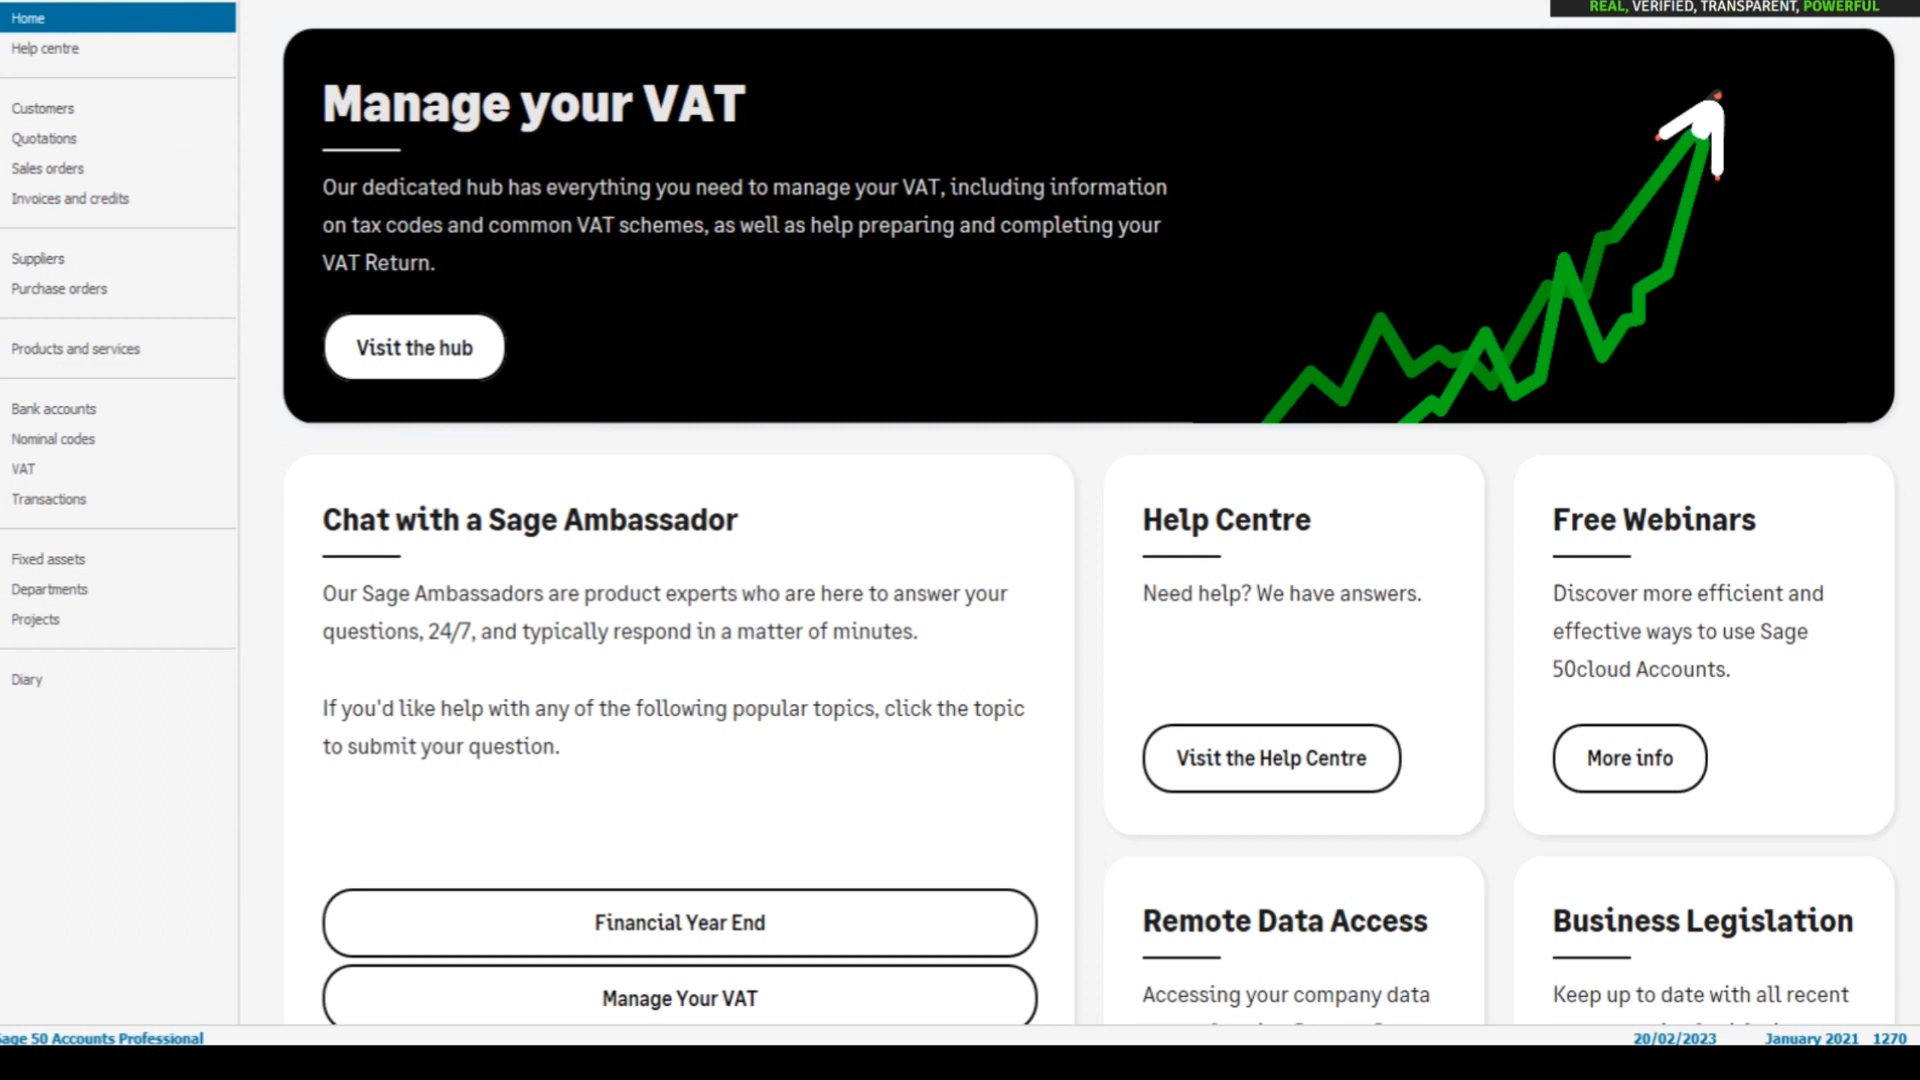 REAL, VERIFIED, TRANSPARENT, POWERFUL
Home
Help centre
Customers
Quotations
Sales orders
Invoices and credits
Suppliers
Purchase orders
Products and services
Bank accounts
Nominal codes
VAT
Transactions
Fixed assets
Departments
Projects
Diary
Manage your VAT
Our dedicated hub has everything you need to manage your VAT, including information
on tax codes and common VAT schemes, as well as help preparing and completing your
VAT Return.
Visit the hub
Chat with a Sage Ambassador
Our Sage Ambassadors are product experts who are here to answer your
questions, 24/7, and typically respond in a matter of minutes.
If you'd like help with any of the following popular topics, click the topic
to submit your question.
Financial Year End
Manage Your VAT
Help Centre
Need help? We have answers.
Visit the Help Centre
Free Webinars
Discover more efficient and
effective ways to use Sage
50cloud Accounts.
More info
Remote Data Access
Accessing your company data
Business Legislation
Keep up to date with all recent
Sage 50 Accounts Professional
20/02/2023 January 2021 1270